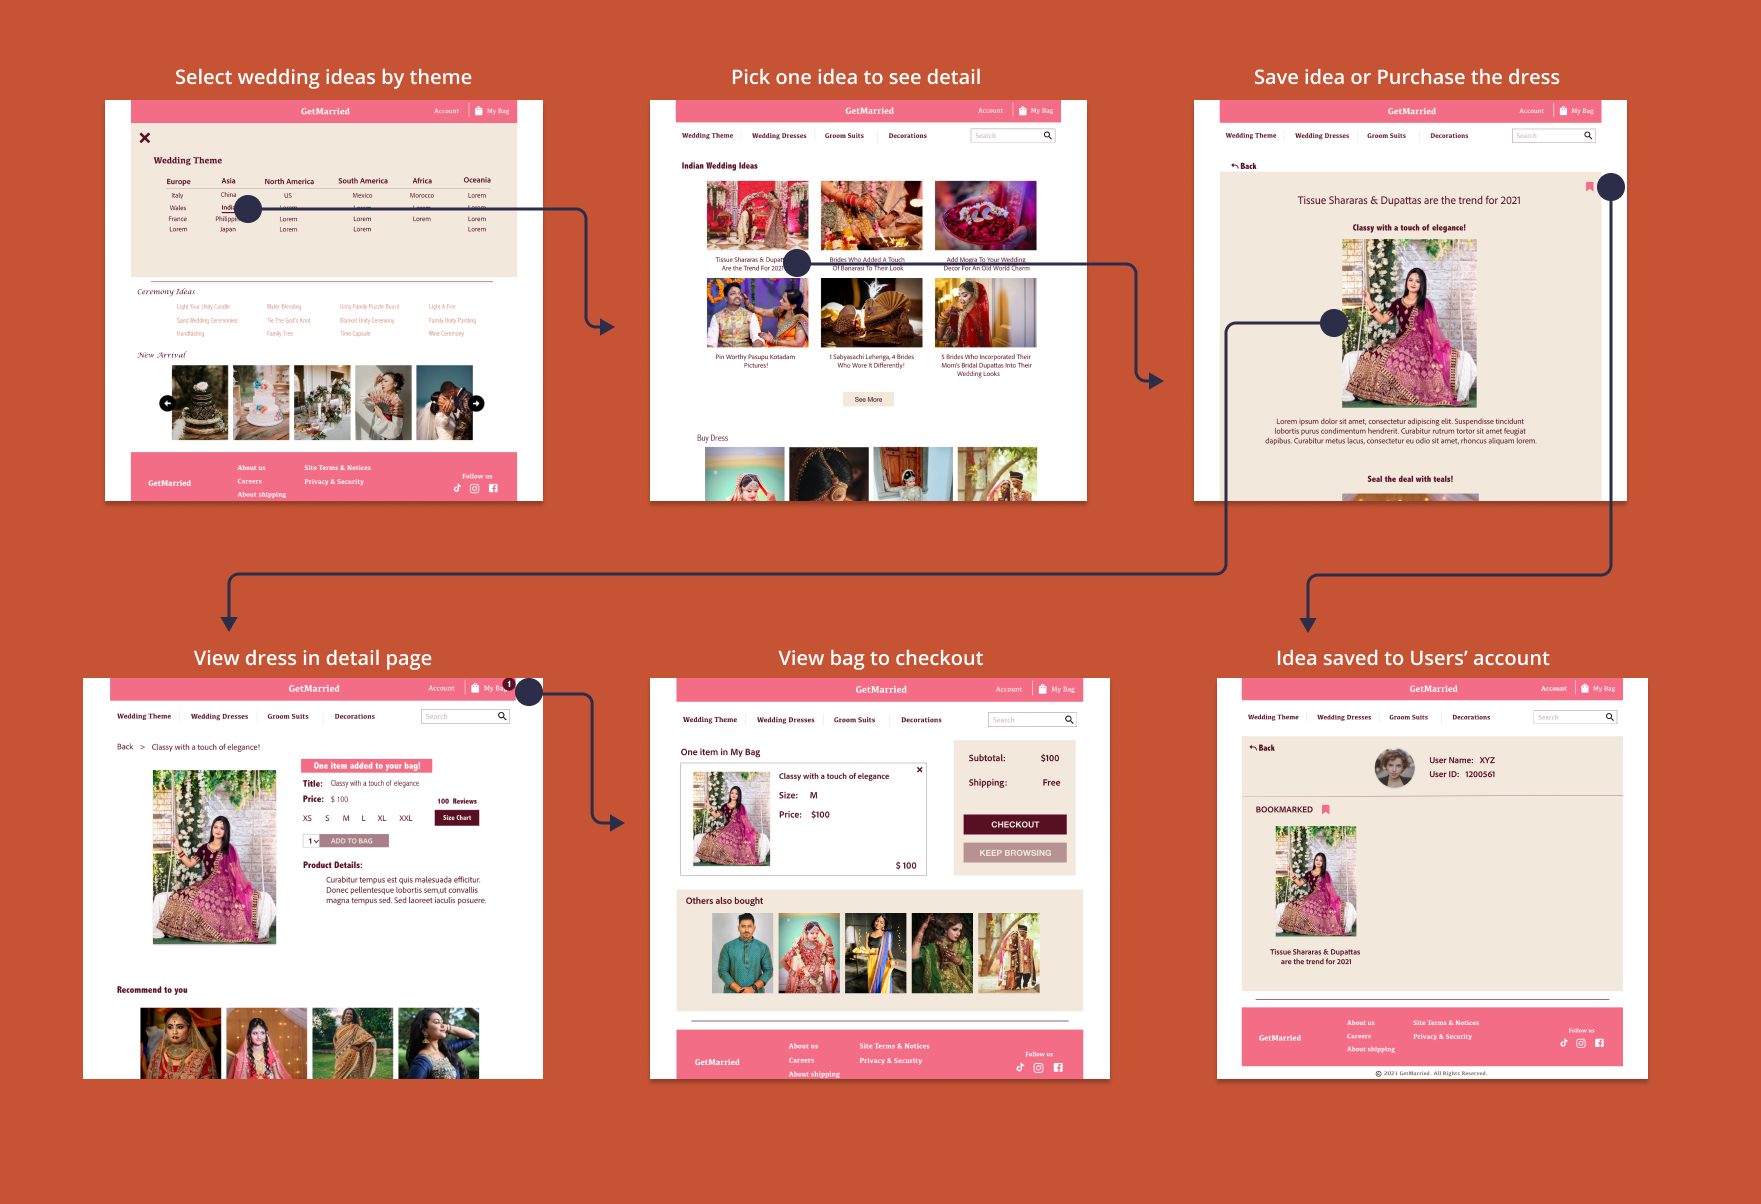 Select wedding ideas by theme
GetMarried
Account
My Bag
Wedding Theme
Europe
Asia
North America
South America
Africa
Oceania
Italy
China
US
Mexico
Morocco
Lorem
Wales
Lorem
Lorem
Lorem
Lorem
France
Lorem
Lorem
Lorem
Lorem
Lorem
Japan
Lorem
Lorem
Lorem
Ceremony Ideas
Light Your Unity Candle
Water Blending
Unity Family Puzzle Board
Light A Fire
Sand Wedding Ceremonies
Tie The God's Knot
Blanket Unity Ceremony
Family Unity Painting
Handfasting
Family Tree
Time Capsule
Wine Ceremony
New Arrival
GetMarried
About us
Careers
About shipping
Site Terms & Notices
Privacy & Security
Follow us
Pick one idea to see detail
GetMarried
Account
My Bag
Wedding Theme
Wedding Dresses
Groom Suits
Decorations
Search
Indian Wedding Ideas
Tissue Shararas &
Are the Trend For 2021
Brides Who Added A Touch
Of Banarasi To Their Look
Add Mogra To Your Wedding
Decor For An Old World Charm
Pin Worthy Pasupu Kotadam
Pictures!
1 Sabyasachi Lehenga, 4 Brides
Who Wore It Differently!
5 Brides Who Incorporated Their
Mom's Bridal Dupattas Into Their
Wedding Looks
See More
Buy Dress
Save idea or Purchase the dress
GetMarried
Account
My Bag
Wedding Theme
Wedding Dresses
Groom Suits
Decorations
Search
Back
Tissue Shararas & Dupattas are the trend for 2021
Classy with a touch of elegance!
Lorem ipsum dolor sit amet, consectetur adipiscing elit. Suspendisse tincidunt
lobortis purus condimentum hendrerit. Curabitur rutrum tortor sit amet feugiat
dapibus. Curabitur metus lacus, consectetur eu odio sit amet, rhoncus aliquam lorem.
Seal the deal with teals!
View dress in detail page
GetMarried
Account
My
1
Wedding Theme
Wedding Dresses
Groom Suits
Decorations
Search
Back > Classy with a touch of elegance!
One item added to your bag!
Title: Classy with a touch of elegance
Price: $ 100
100 Reviews
XS S M L XL XXL
Size Chart
1
ADD TO BAG
Product Details:
Curabitur tempus est quis malesuada efficitur.
Donec pellentesque lobortis sem,ut convallis
magna tempus sed. Sed laoreet iaculis posuere.
Recommend to you
View bag to checkout
GetMarried
Account
My Bag
Wedding Theme
Wedding Dresses
Groom Suits
Decorations
Search
One item in My Bag
Classy with a touch of elegance
Size: M
Price: $100
$ 100
Subtotal: $100
Shipping: Free
CHECKOUT
KEEP BROWSING
Others also bought
GetMarried
About us
Careers
About shipping
Site Terms & Notices
Privacy & Security
Follow us
Idea saved to Users' account
GetMarried
Account
My Bag
Wedding Theme
Wedding Dresses
Groom Suits
Decorations
Search
Back
User Name: XYZ
User ID: 1200561
BOOKMARKED
Tissue Shararas & Dupattas
are the trend for 2021
GetMarried
About us
Careers
About shipping
Site Terms & Notices
Privacy & Security
Follow us
© 2021 GetMarried. All Rights Reserved.